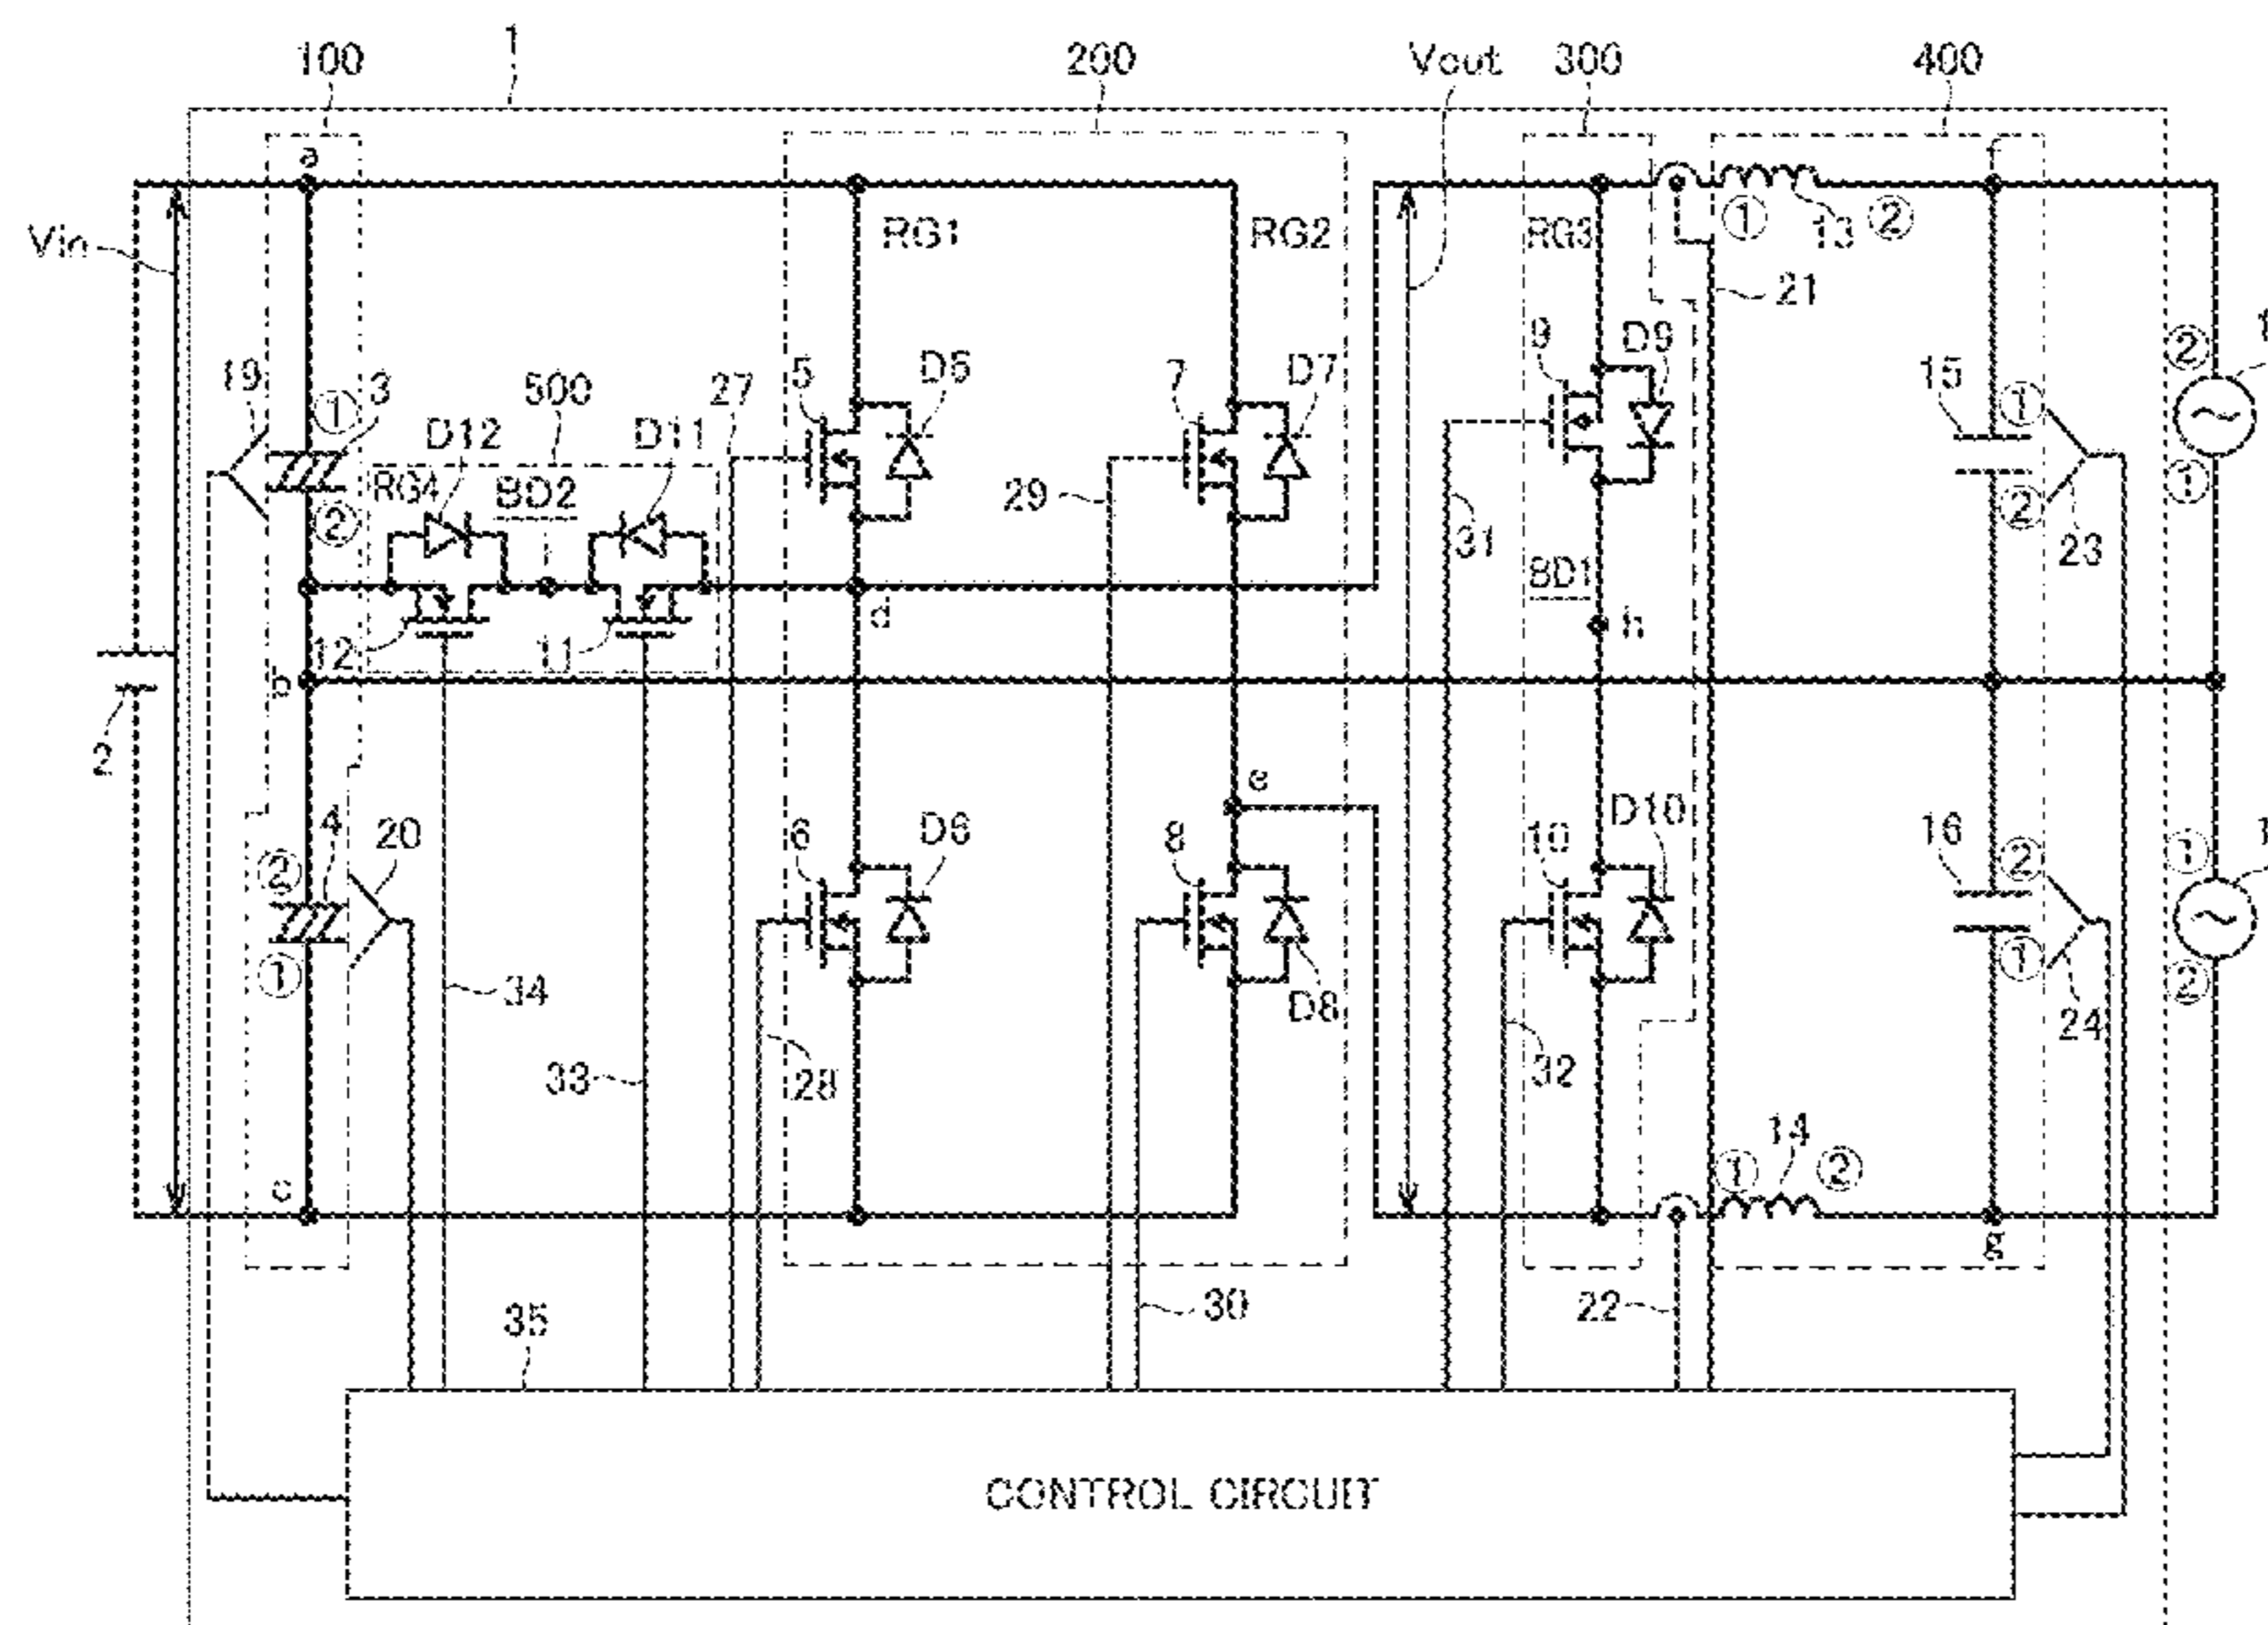 1
100
200
Vout
300
400
a
f
Vin
RG1
RG2
RG3
① 13 ②
21
19
① 3
500
27
5
D5
7
D7
9
D9
15
①
②
①
D12
D11
RG4
BD2
②
29
31
②
23
12
11
d
BD1
h
b
2
e
4
20
②
①
6
D6
8
D8
10
D10
16
②
①
①
②
24
34
33
28
32
c
① 14 ②
g
35
30
22
CONTROL CIRCUIT